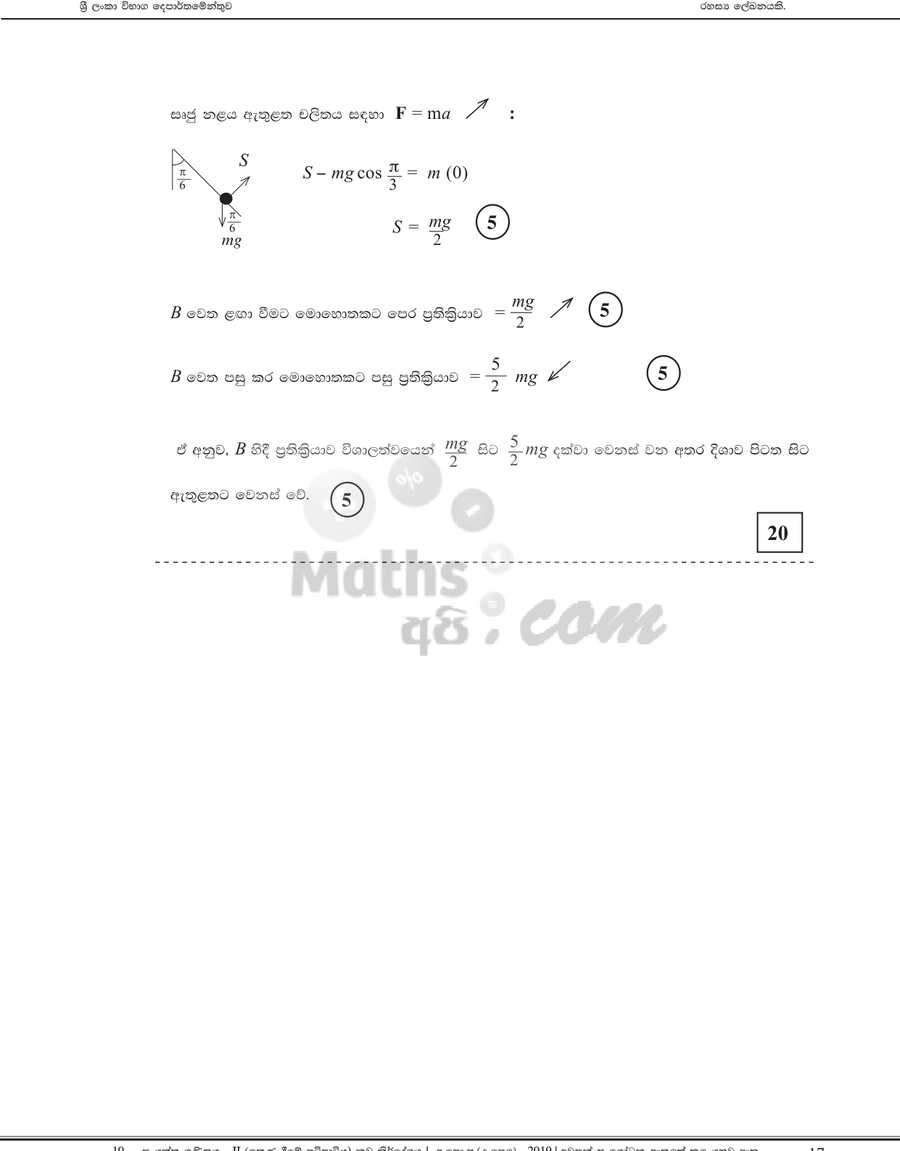 ශ්‍රී ලංකා විභාග දෙපාර්තමේන්තුව
රහස්‍ය ලේඛනයකි.
සෘජු නළය ඇතුළත චලිතය සඳහා F = ma ↗ :
π/6
S
π/6
mg
S – mg cos π/3 = m (0)
S = mg/2 5
B වෙත ළඟා වීමට මොහොතකට පෙර ප්‍රතික්‍රියාව = mg/2 ↗ 5
B වෙත පසු කර මොහොතකට පසු ප්‍රතික්‍රියාව = 5/2 mg ↙ 5
ඒ අනුව, B හිදී ප්‍රතික්‍රියාව විශාලත්වයෙන් mg/2 සිට 5/2 mg දක්වා වෙනස් වන අතර දිශාව පිටත සිට
ඇතුළතට වෙනස් වේ. 5
20
Maths
අපි . com